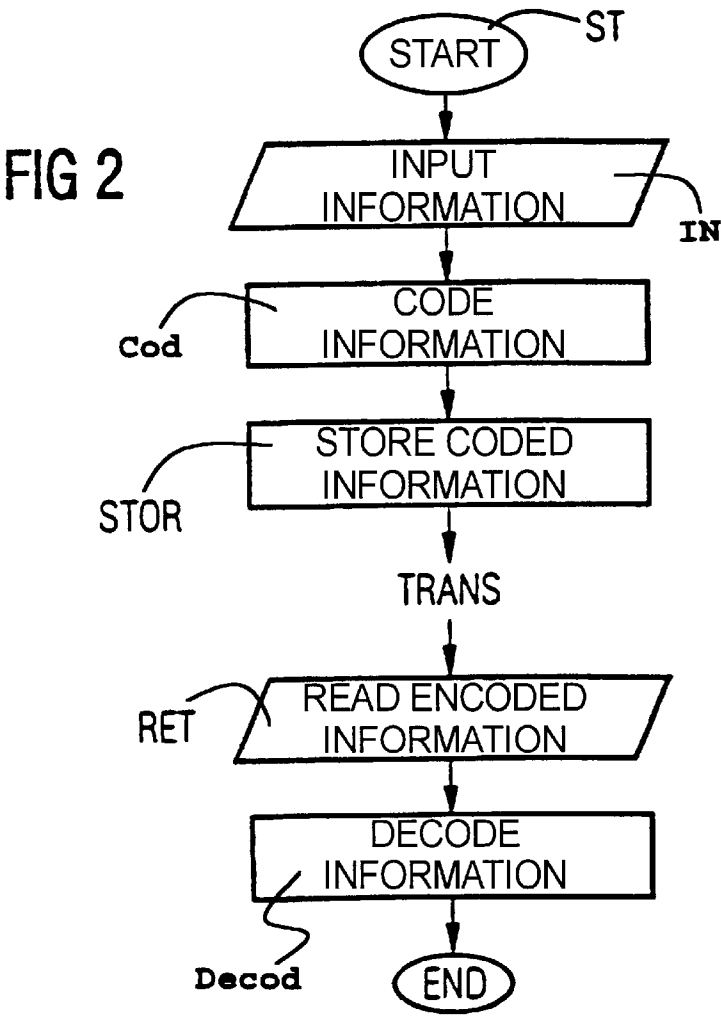 START
ST
FIG 2
INPUT
INFORMATION
IN
CODE
INFORMATION
Cod
STORE CODED
INFORMATION
STOR
TRANS
READ ENCODED
INFORMATION
RET
DECODE
INFORMATION
Decod
END